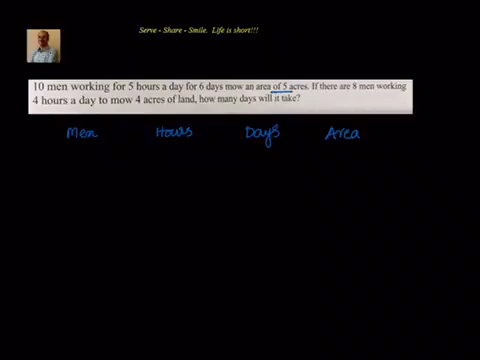 Serve - Share - Smile. Life is short!!!
10 men working for 5 hours a day for 6 days mow an area of 5 acres. If there are 8 men working
4 hours a day to mow 4 acres of land, how many days will it take?
Men Hours Days Area